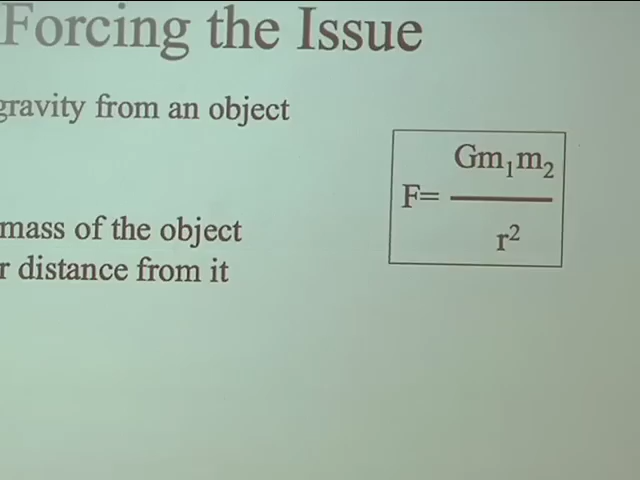 Forcing the Issue
gravity from an object
F= Gm₁m₂
r²
mass of the object
distance from it